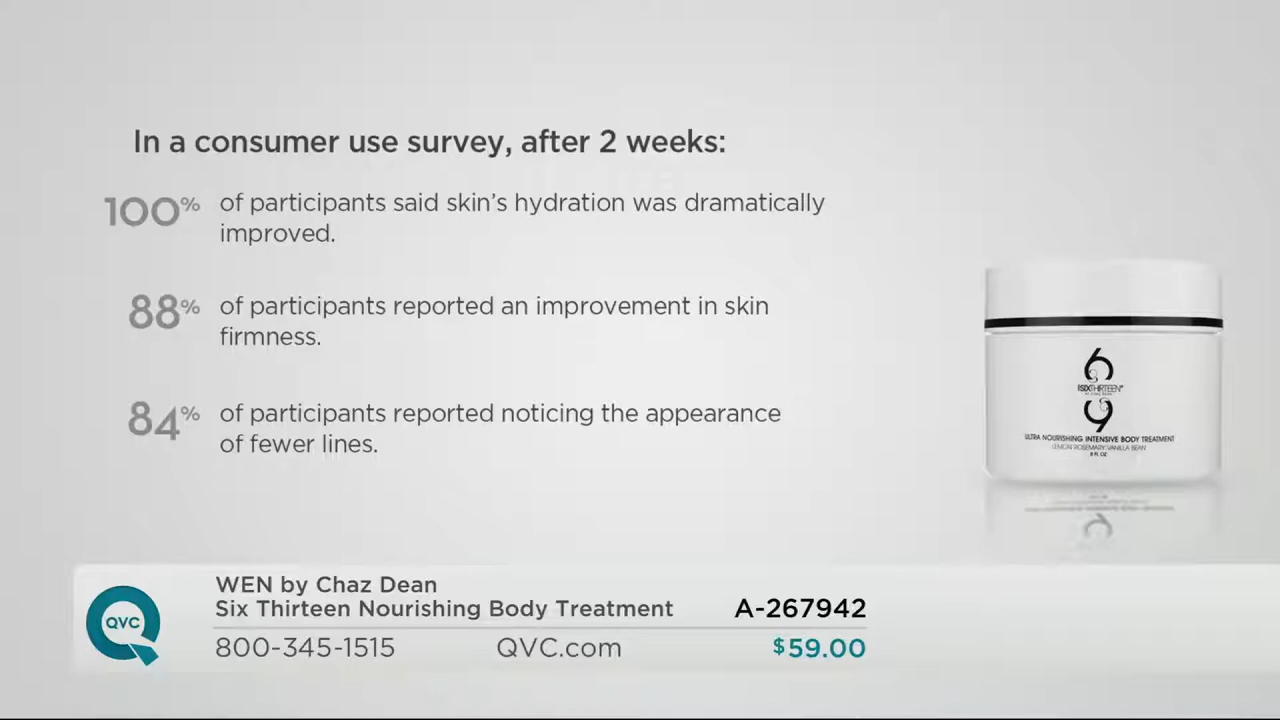 In a consumer use survey, after 2 weeks:
100% of participants said skin's hydration was dramatically
improved.
88% of participants reported an improvement in skin
firmness.
84% of participants reported noticing the appearance
of fewer lines.
6
SIXTHIRTEEN
9
ULTRA NOURISHING INTENSIVE BODY TREATMENT
LEMON ROSEMARY VANILLA BEAN
8 FL OZ
QVC
WEN by Chaz Dean
Six Thirteen Nourishing Body Treatment
A-267942
800-345-1515
QVC.com
$59.00